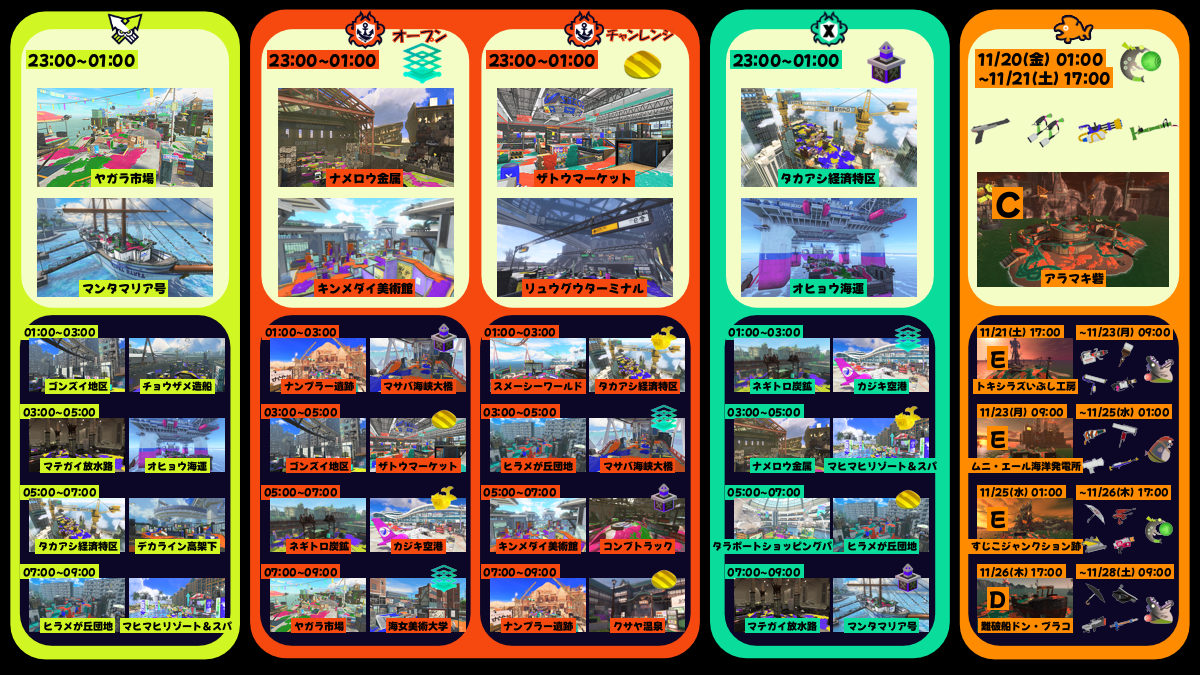 23:00~01:00
ヤガラ市場
マンタマリア号
01:00~03:00
ゴンズイ地区
チョウザメ造船
03:00~05:00
マテガイ放水路
オヒョウ海運
05:00~07:00
タカアシ経済特区
デカライン高架下
07:00~09:00
ヒラメが丘団地
マヒマヒリゾート&スパ
オープン
23:00~01:00
ナメロウ金属
キンメダイ美術館
01:00~03:00
ナンプラー遺跡
マサバ海峡大橋
03:00~05:00
ゴンズイ地区
ザトウマーケット
05:00~07:00
ネギトロ炭鉱
カジキ空港
07:00~09:00
ヤガラ市場
海女美術大学
チャンレンジ
23:00~01:00
ザトウマーケット
リュウグウターミナル
01:00~03:00
スメーシーワールド
タカアシ経済特区
03:00~05:00
ヒラメが丘団地
マサバ海峡大橋
05:00~07:00
キンメダイ美術館
コンブトラック
07:00~09:00
ナンプラー遺跡
クサヤ温泉
X
23:00~01:00
タカアシ経済特区
オヒョウ海運
01:00~03:00
ネギトロ炭鉱
カジキ空港
03:00~05:00
ナメロウ金属
マヒマヒリゾート&スパ
05:00~07:00
タラポートショッピングパ
ヒラメが丘団地
07:00~09:00
マテガイ放水路
マンタマリア号
11/20(金) 01:00
~11/21(土) 17:00
C
アラマキ砦
11/21(土) 17:00
~11/23(月) 09:00
E
トキシラズいぶし工房
11/23(月) 09:00
~11/25(水) 01:00
E
ムニ・エール海洋発電所
11/25(水) 01:00
~11/26(木) 17:00
E
すじこジャンクション跡
11/26(木) 17:00
~11/28(土) 09:00
D
難破船ドン・ブラコ